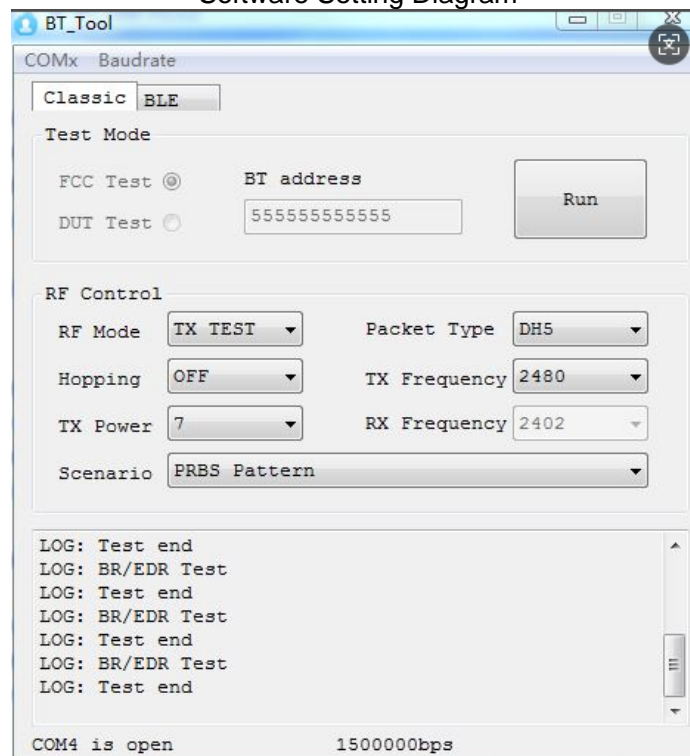 Software Setting Diagram
BT_Tool
COMx Baudrate
Classic BLE
Test Mode
FCC Test BT address
Run
DUT Test 555555555555
RF Control
RF Mode TX TEST Packet Type DH5
Hopping OFF TX Frequency 2480
TX Power 7 RX Frequency 2402
Scenario PRBS Pattern
LOG: Test end
LOG: BR/EDR Test
LOG: Test end
LOG: BR/EDR Test
LOG: Test end
LOG: BR/EDR Test
LOG: Test end
COM4 is open 1500000bps